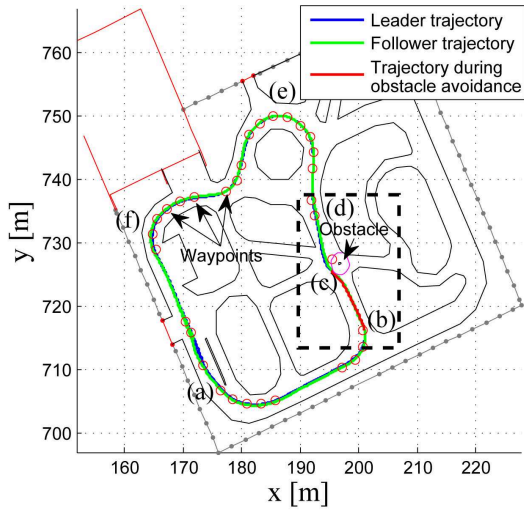 Leader trajectory
Follower trajectory
Trajectory during
obstacle avoidance
760
750
740
730
720
710
700
y [m]
(e)
(d)
Obstacle
(f)
Waypoints
(c)
(b)
(a)
160 170 180 190 200 210 220
x [m]